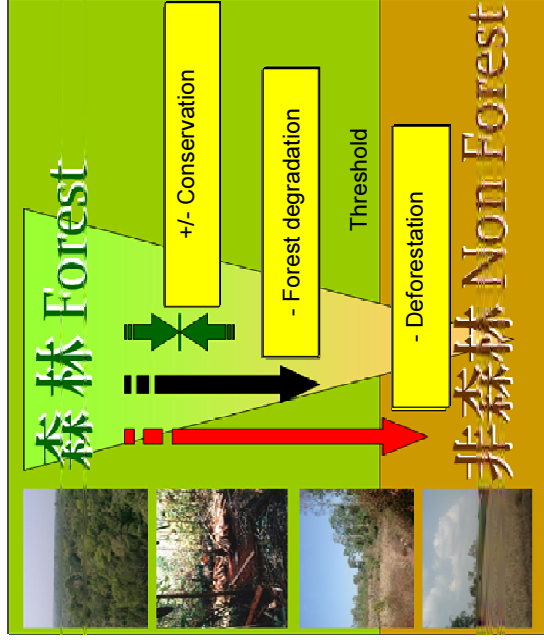 森林 Forest
+/- Conservation
- Forest degradation
Threshold
- Deforestation
非森林 Non Forest